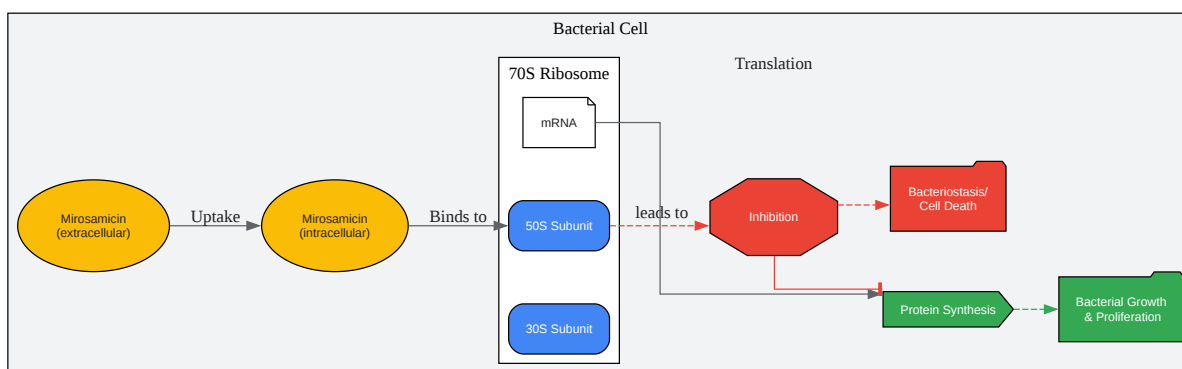 Bacterial Cell
Translation
70S Ribosome
mRNA
Mirosamicin
(extracellular)
Uptake
Mirosamicin
(intracellular)
Binds to
50S Subunit
leads to
Inhibition
Bacteriostasis/
Cell Death
30S Subunit
Protein Synthesis
Bacterial Growth
& Proliferation